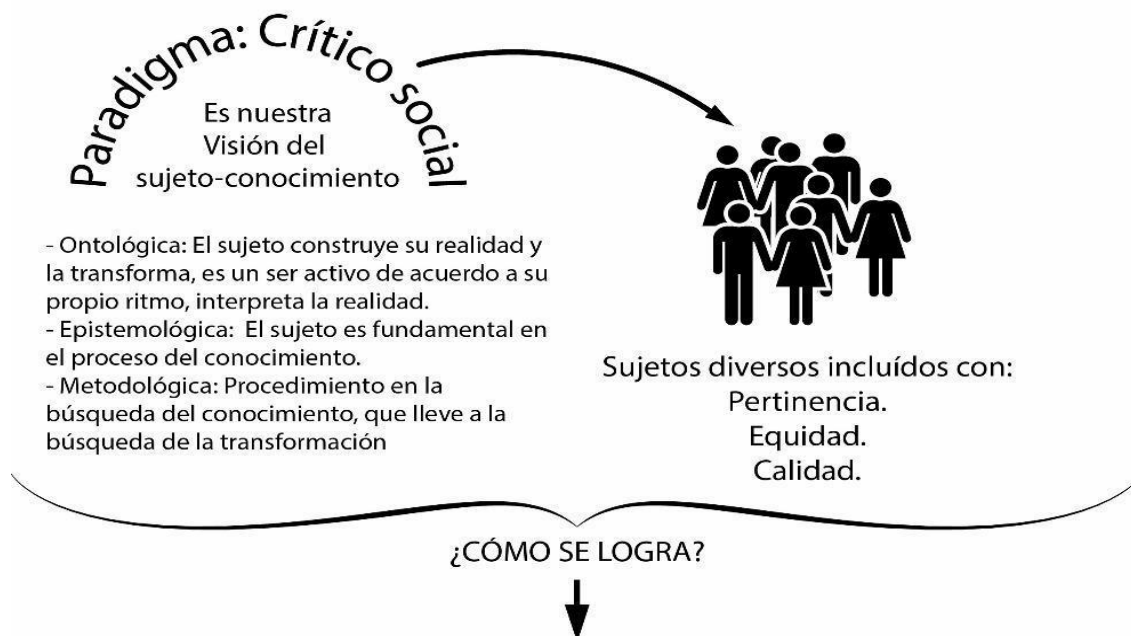 Paradigma: Crítico social
Es nuestra
Visión del
sujeto-conocimiento
- Ontológica: El sujeto construye su realidad y
la transforma, es un ser activo de acuerdo a su
propio ritmo, interpreta la realidad.
- Epistemológica:  El sujeto es fundamental en
el proceso del conocimiento.
- Metodológica: Procedimiento en la
búsqueda del conocimiento, que lleve a la
búsqueda de la transformación
Sujetos diversos incluídos con:
Pertinencia.
Equidad.
Calidad.
¿CÓMO SE LOGRA?